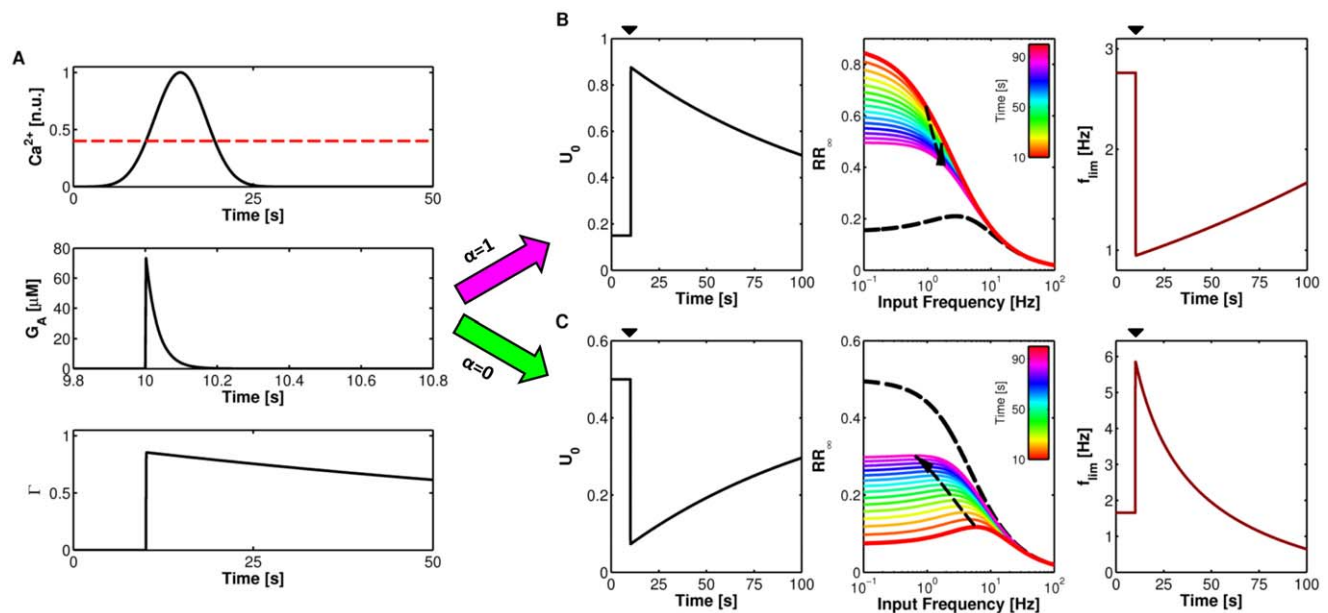 A
Ca²⁺ [n.u.]
1
0.5
0
0 25 50
Time [s]
G_A [μM]
80
60
40
20
0
9.8 10 10.2 10.4 10.6 10.8
Time [s]
Γ
1
0.5
0
0 25 50
Time [s]
α=1
α=0
B
U₀
1
0.8
0.6
0.4
0.2
0
0 25 50 75 100
Time [s]
RR∞
0.8
0.6
0.4
0.2
0
10⁻¹ 10⁰ 10¹ 10²
Input Frequency [Hz]
Time [s]
90
50
10
f_lim [Hz]
3
2
1
0 25 50 75 100
Time [s]
C
U₀
0.6
0.4
0.2
0
0 25 50 75 100
Time [s]
RR∞
0.8
0.6
0.4
0.2
0
10⁻¹ 10⁰ 10¹ 10²
Input Frequency [Hz]
Time [s]
90
50
10
f_lim [Hz]
6
5
4
3
2
1
0
0 25 50 75 100
Time [s]